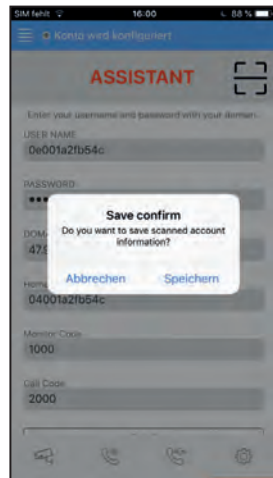 SIM fehlt 16:00 88 %
Konto wird konfiguriert
ASSISTANT
Enter your username and password with your domain.
USER NAME
0e001a2fb54c
PASSWORD
Save confirm
Do you want to save scanned account
information?
47.9
Abbrechen Speichern
04001a2fb54c
Monitor Code
1000
Call Code
2000